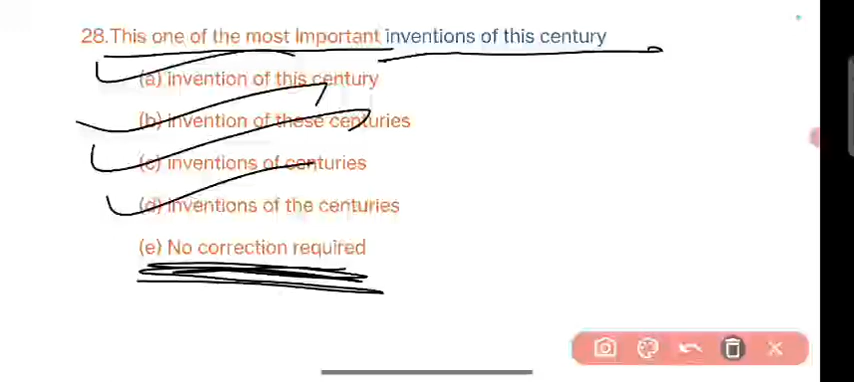 28.This one of the most Important inventions of this century
(a) invention of this century
(b) invention of these centuries
(c) inventions of centuries
(d) inventions of the centuries
(e) No correction required